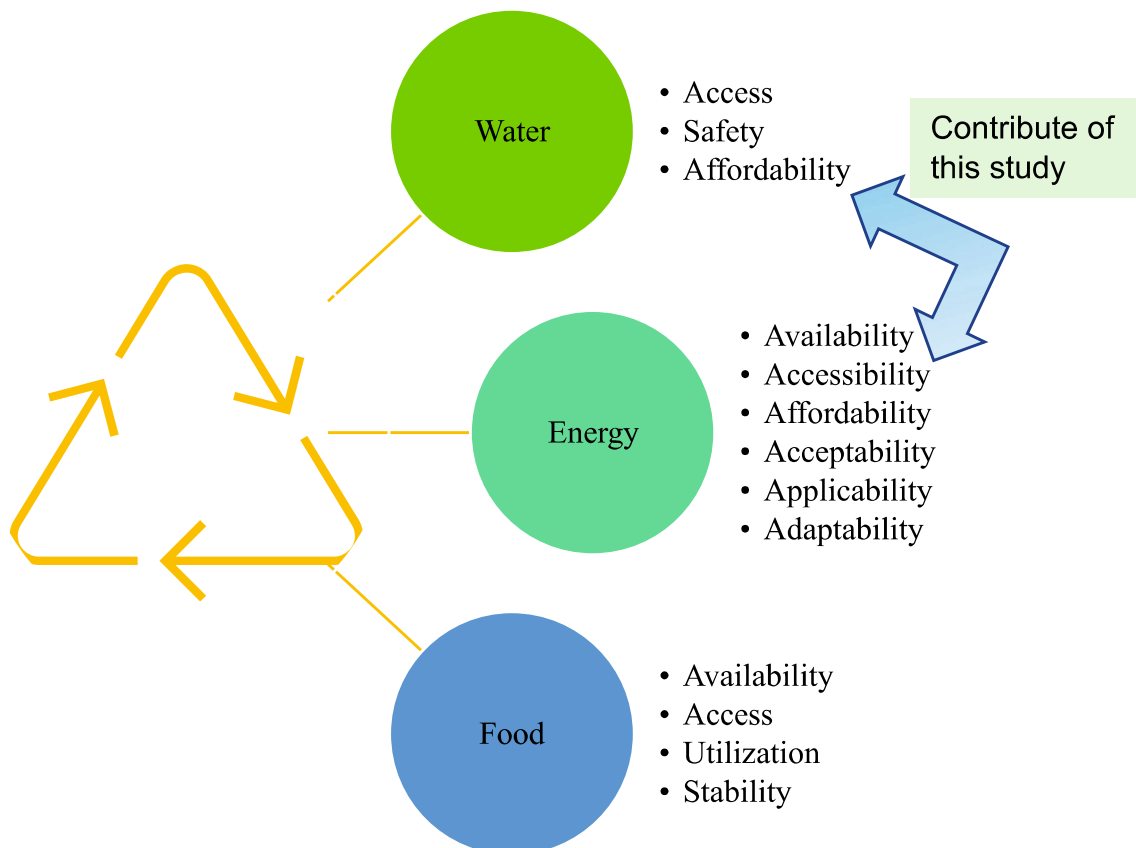 Water
• Access
• Safety
• Affordability
Contribute of
this study
Energy
• Availability
• Accessibility
• Affordability
• Acceptability
• Applicability
• Adaptability
Food
• Availability
• Access
• Utilization
• Stability